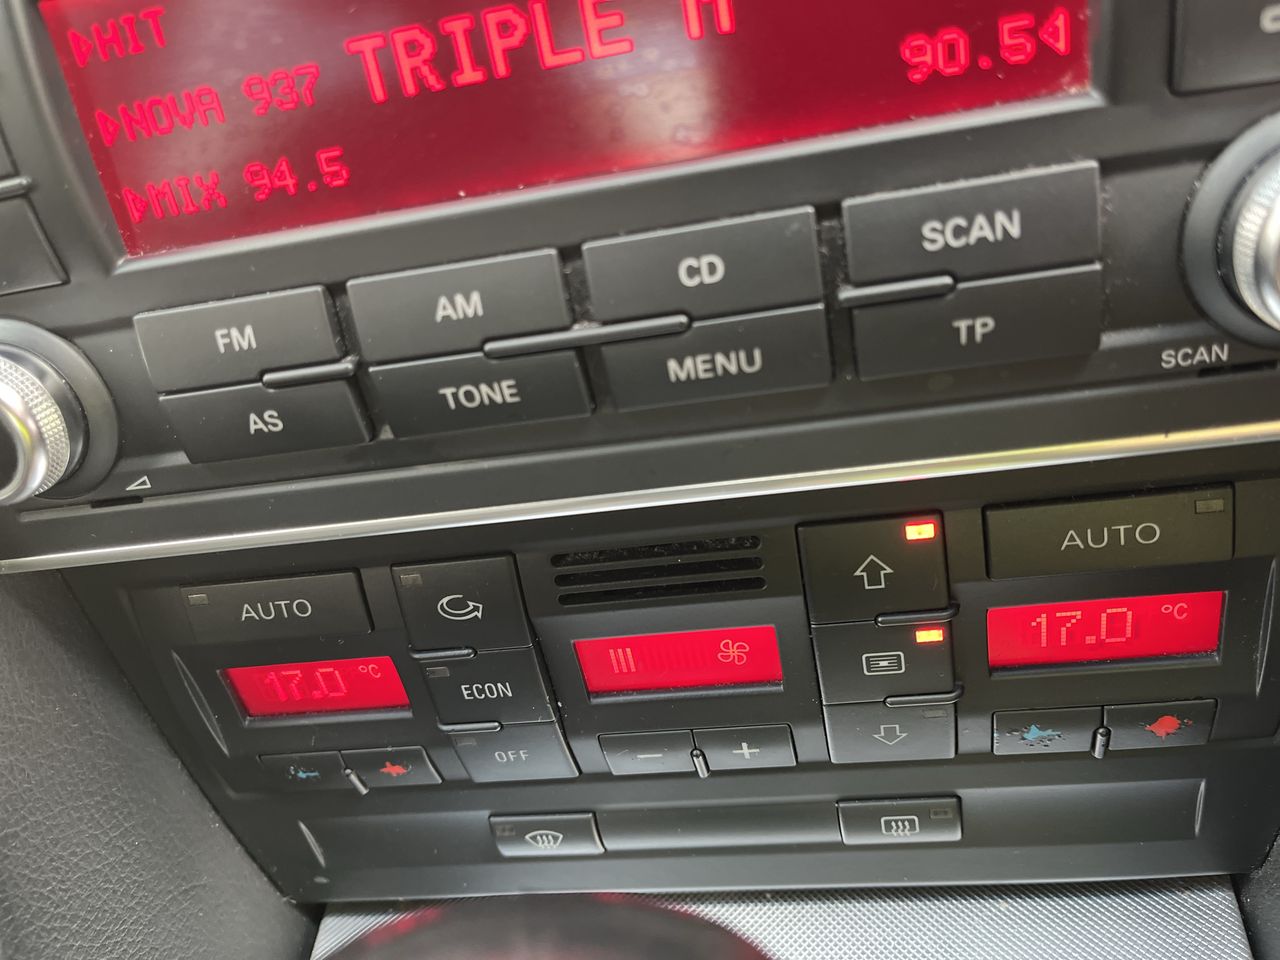 HIT
TRIPLE M
90.5
NOVA 937
MIX 94.5
FM
AM
CD
SCAN
AS
TONE
MENU
TP
SCAN
AUTO
AUTO
17.0 °C
ECON
17.0 °C
OFF
− +